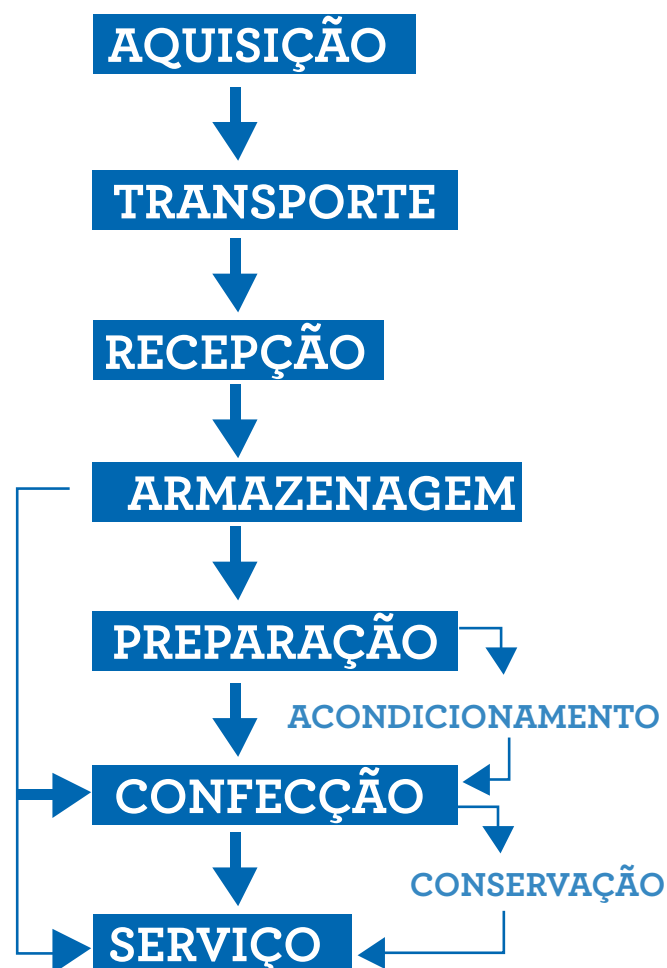 AQUISIÇÃO
TRANSPORTE
RECEPÇÃO
ARMAZENAGEM
PREPARAÇÃO
ACONDICIONAMENTO
CONFECÇÃO
CONSERVAÇÃO
SERVIÇO